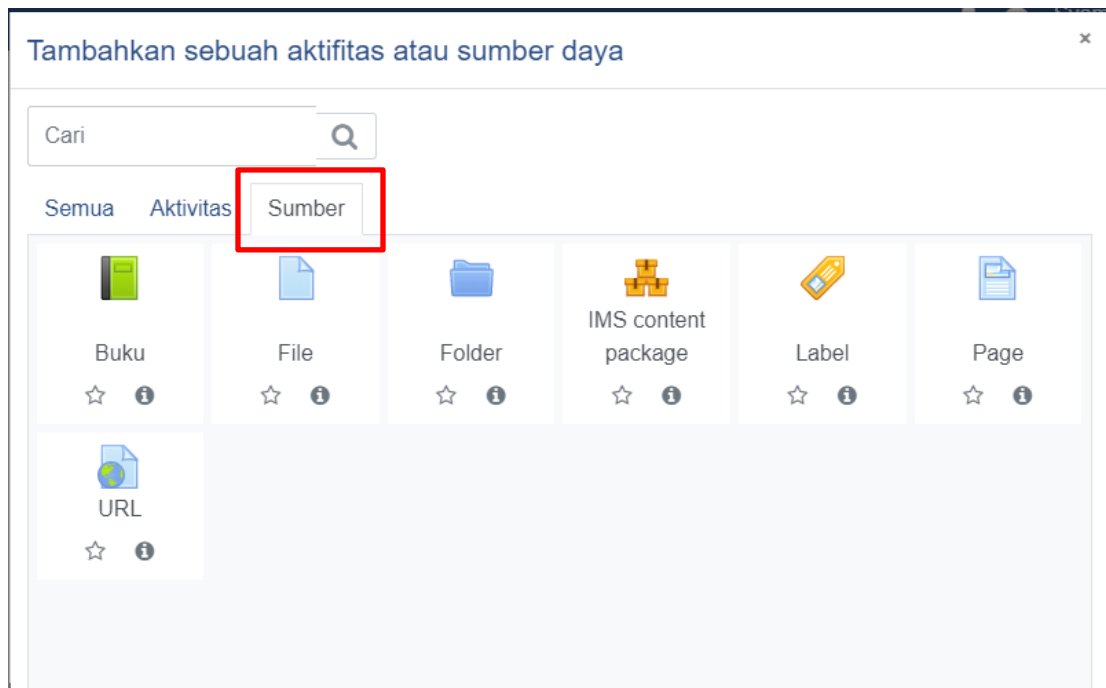 Tambahkan sebuah aktifitas atau sumber daya
×
Cari
Semua Aktivitas Sumber
Buku File Folder IMS content package Label Page
URL